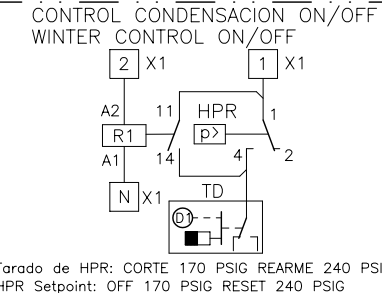 CONTROL CONDENSACION ON/OFF
WINTER CONTROL ON/OFF
2 X1 1 X1
A2 11 HPR 1
R1 p>
A1 14 4 2
N X1 TD
D1
Tarado de HPR: CORTE 170 PSIG REARME 240 PSI
HPR Setpoint: OFF 170 PSIG RESET 240 PSIG